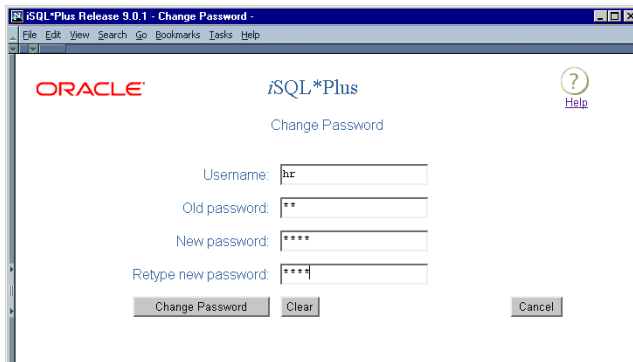 iSQL*Plus Release 9.0.1 - Change Password -
File Edit View Search Go Bookmarks Tasks Help
ORACLE® iSQL*Plus ?
Help
Change Password
Username: hr
Old password: **
New password: ****
Retype new password: ****
Change Password Clear Cancel